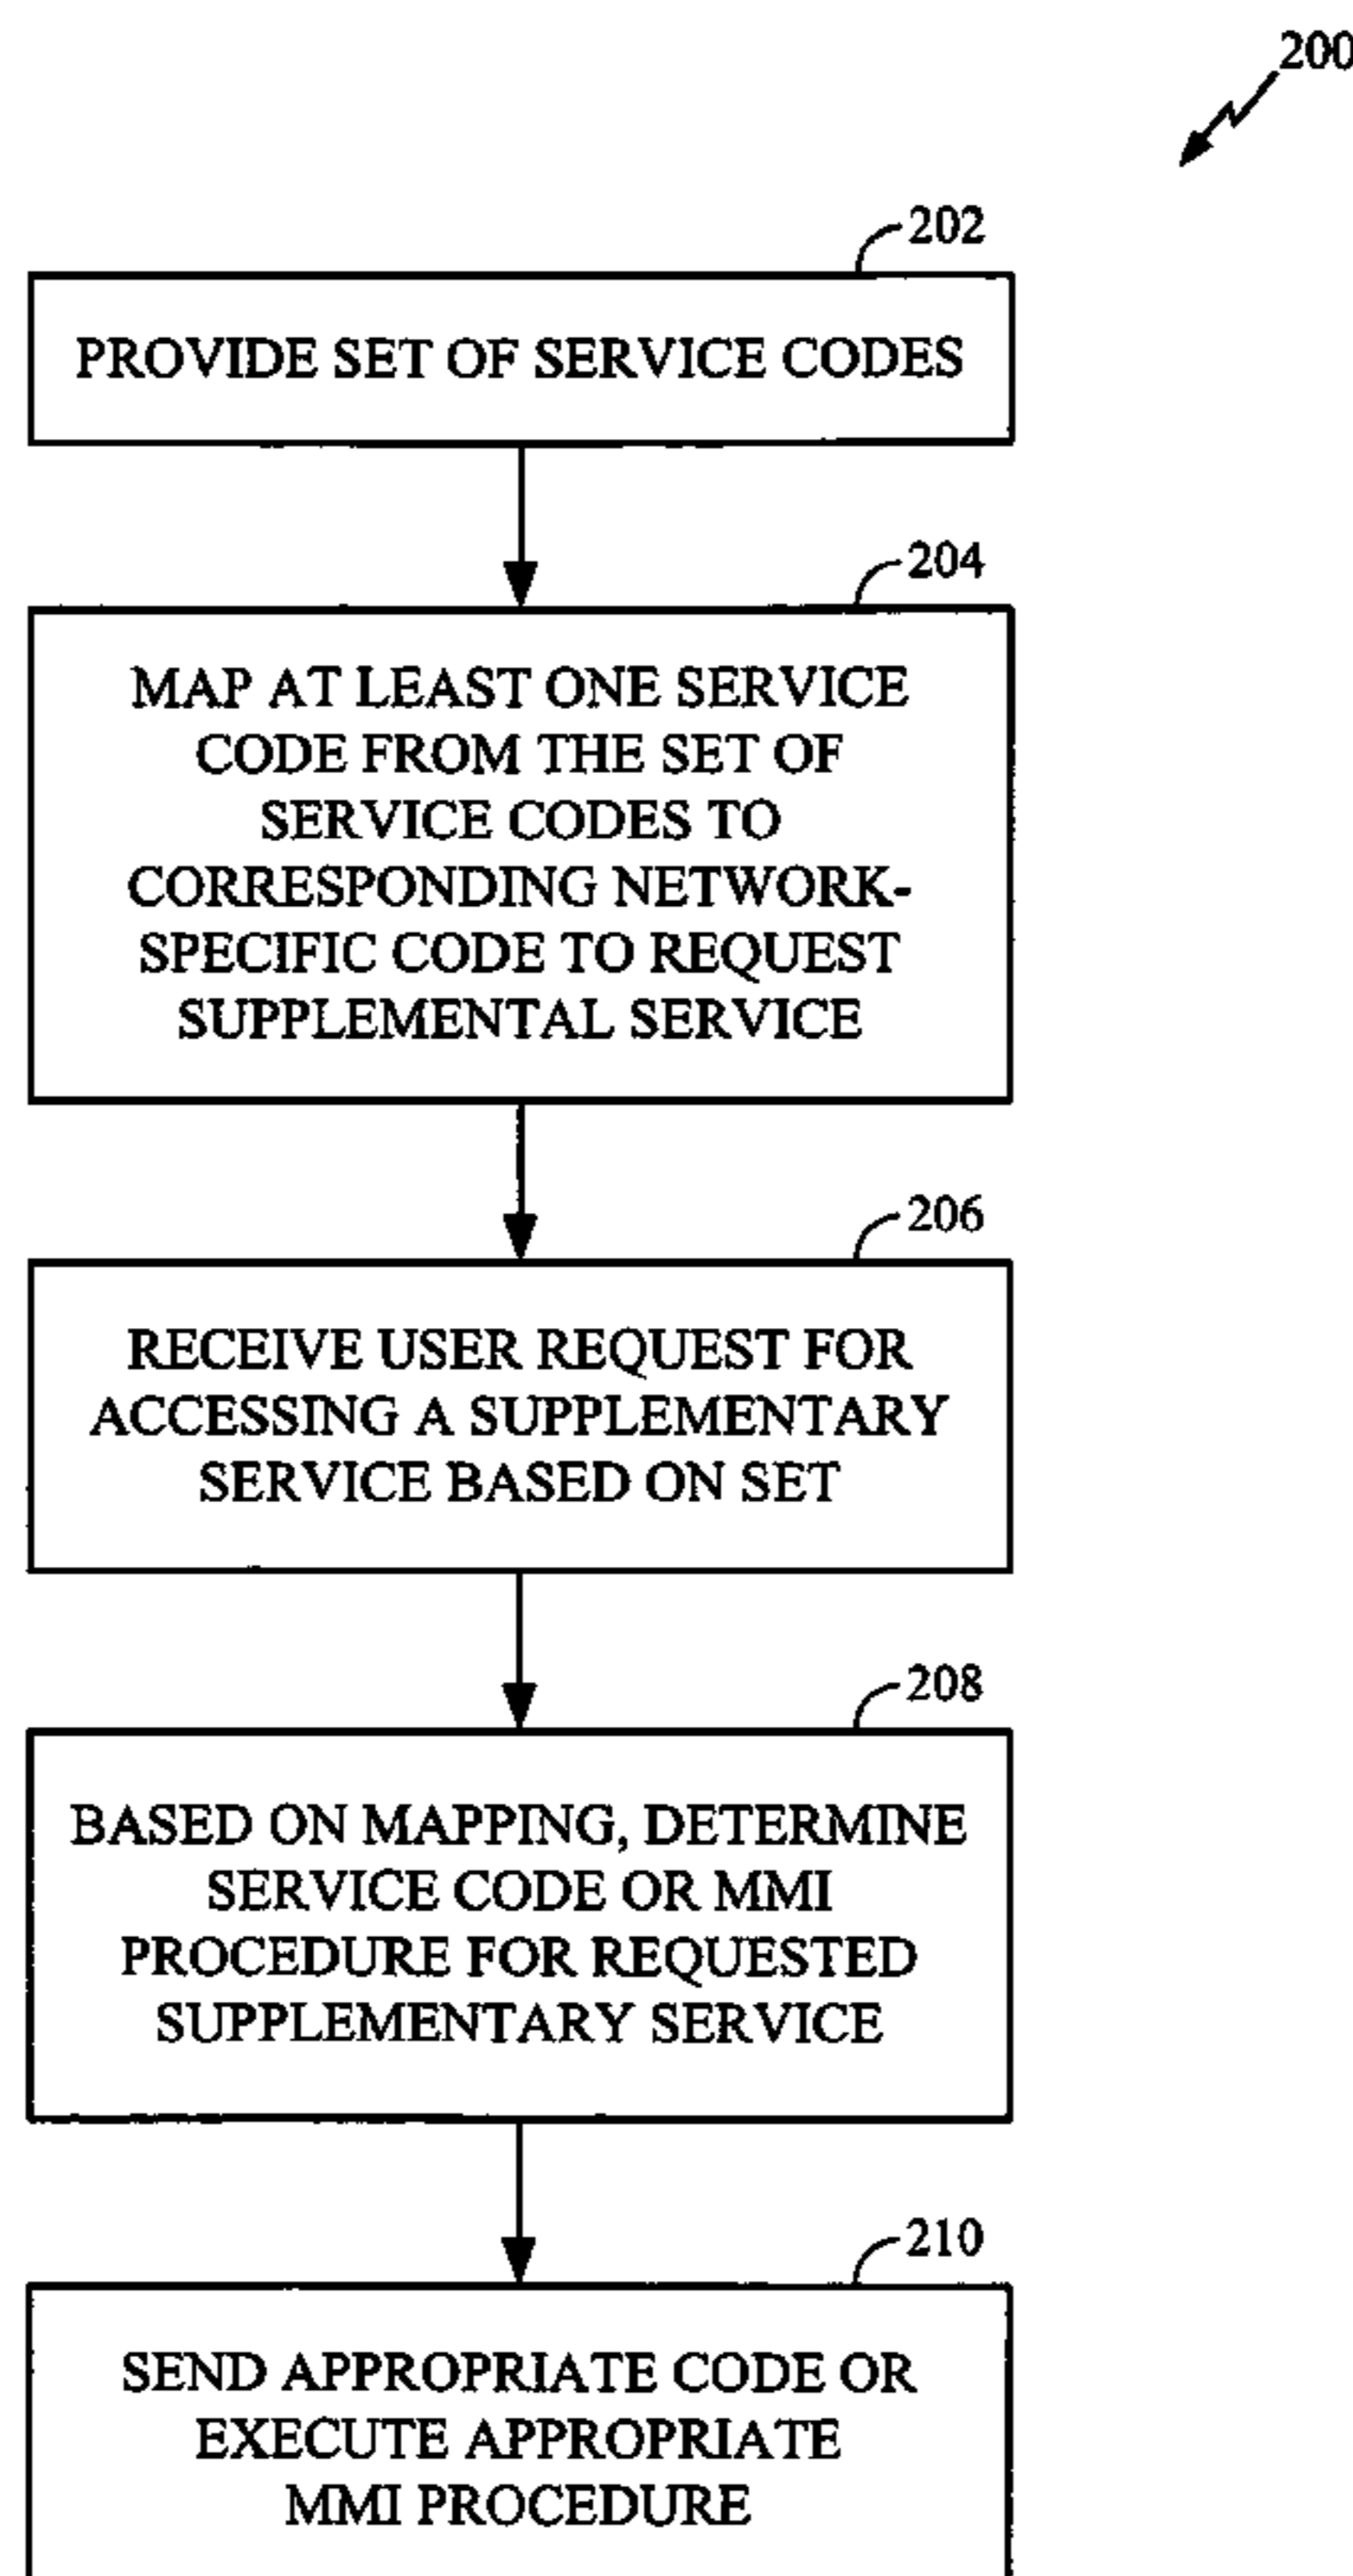 200
202
PROVIDE SET OF SERVICE CODES
204
MAP AT LEAST ONE SERVICE
CODE FROM THE SET OF
SERVICE CODES TO
CORRESPONDING NETWORK-
SPECIFIC CODE TO REQUEST
SUPPLEMENTAL SERVICE
206
RECEIVE USER REQUEST FOR
ACCESSING A SUPPLEMENTARY
SERVICE BASED ON SET
208
BASED ON MAPPING, DETERMINE
SERVICE CODE OR MMI
PROCEDURE FOR REQUESTED
SUPPLEMENTARY SERVICE
210
SEND APPROPRIATE CODE OR
EXECUTE APPROPRIATE
MMI PROCEDURE